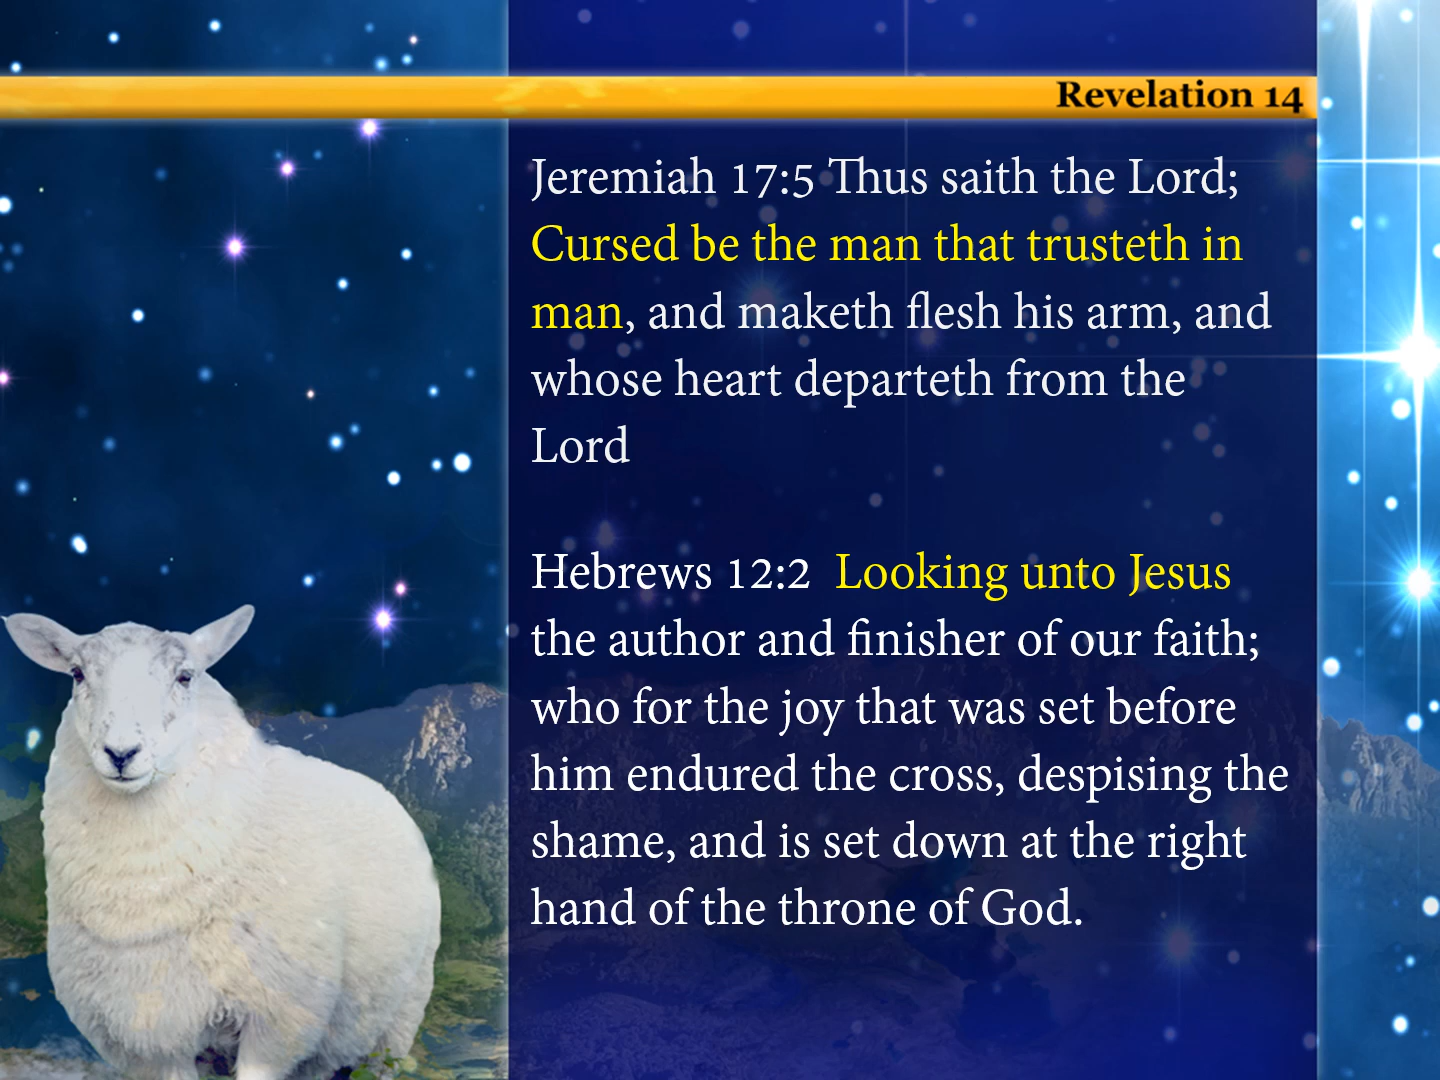 Revelation 14
Jeremiah 17:5 Thus saith the Lord;
Cursed be the man that trusteth in
man, and maketh flesh his arm, and
whose heart departeth from the
Lord
Hebrews 12:2  Looking unto Jesus
the author and finisher of our faith;
who for the joy that was set before
him endured the cross, despising the
shame, and is set down at the right
hand of the throne of God.